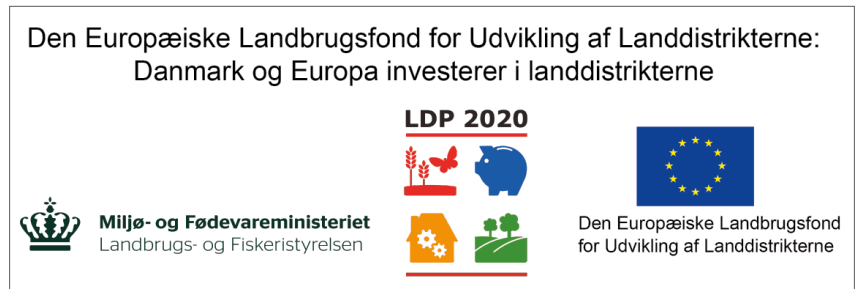 Den Europæiske Landbrugsfond for Udvikling af Landdistrikterne:
Danmark og Europa investerer i landdistrikterne
LDP 2020
Miljø- og Fødevareministeriet
Landbrugs- og Fiskeristyrelsen
Den Europæiske Landbrugsfond
for Udvikling af Landdistrikterne